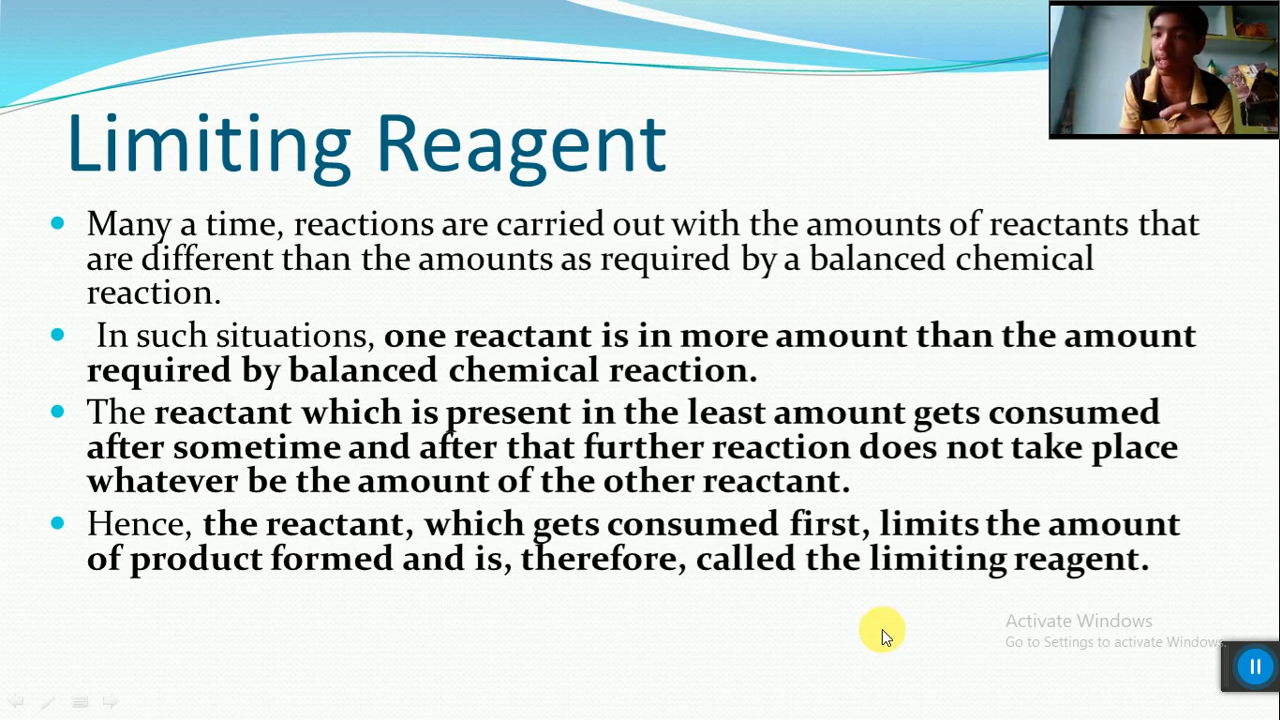 Limiting Reagent
Many a time, reactions are carried out with the amounts of reactants that
are different than the amounts as required by a balanced chemical
reaction.
In such situations, one reactant is in more amount than the amount
required by balanced chemical reaction.
The reactant which is present in the least amount gets consumed
after sometime and after that further reaction does not take place
whatever be the amount of the other reactant.
Hence, the reactant, which gets consumed first, limits the amount
of product formed and is, therefore, called the limiting reagent.
Activate Windows
Go to Settings to activate Windows.